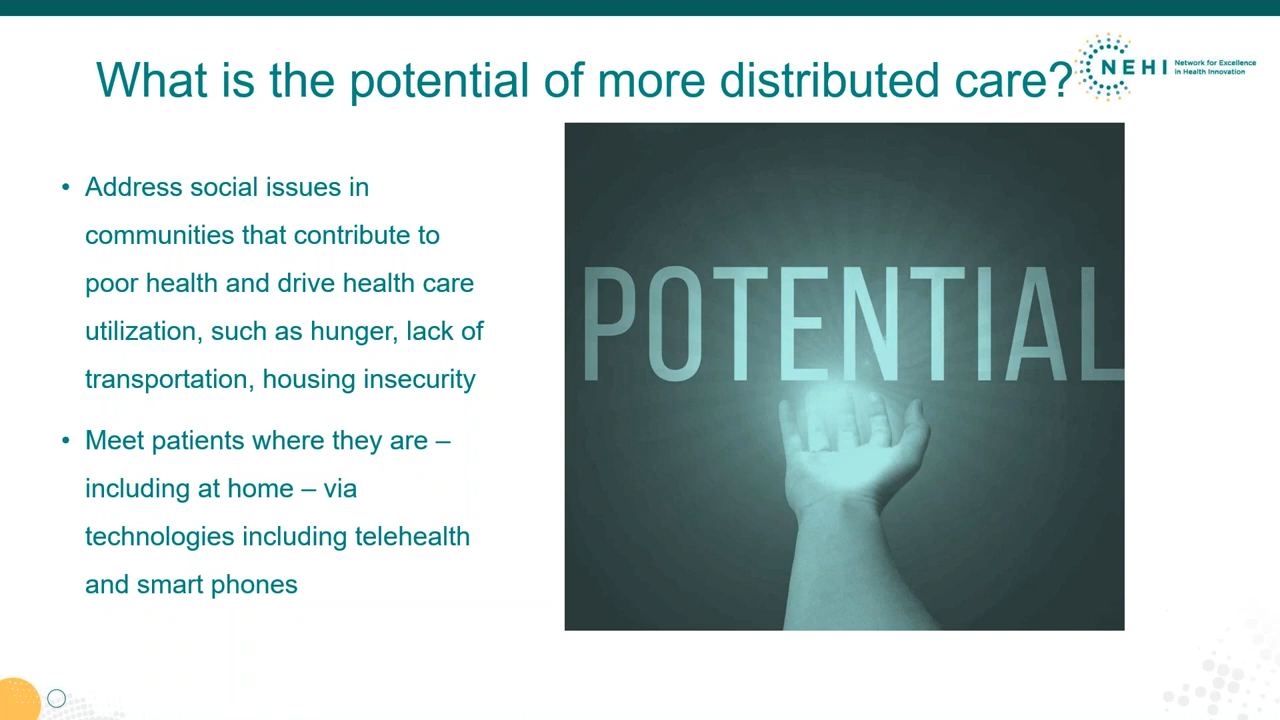 What is the potential of more distributed care?
NEHI
Network for Excellence
in Health Innovation
• Address social issues in
communities that contribute to
poor health and drive health care
utilization, such as hunger, lack of
transportation, housing insecurity
• Meet patients where they are –
including at home – via
technologies including telehealth
and smart phones
POTENTIAL